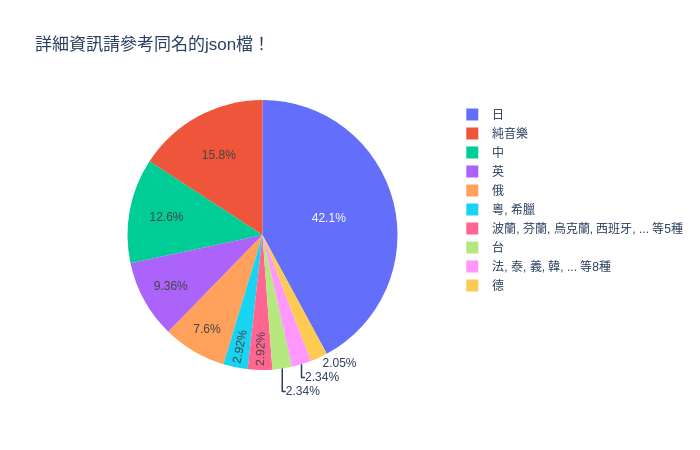 詳細資訊請參考同名的json檔！
42.1%
15.8%
12.6%
9.36%
7.6%
2.92%
2.92%
2.34%
2.34%
2.05%
日
純音樂
中
英
俄
粵, 希臘
波蘭, 芬蘭, 烏克蘭, 西班牙, ... 等5種
台
法, 泰, 義, 韓, ... 等8種
德